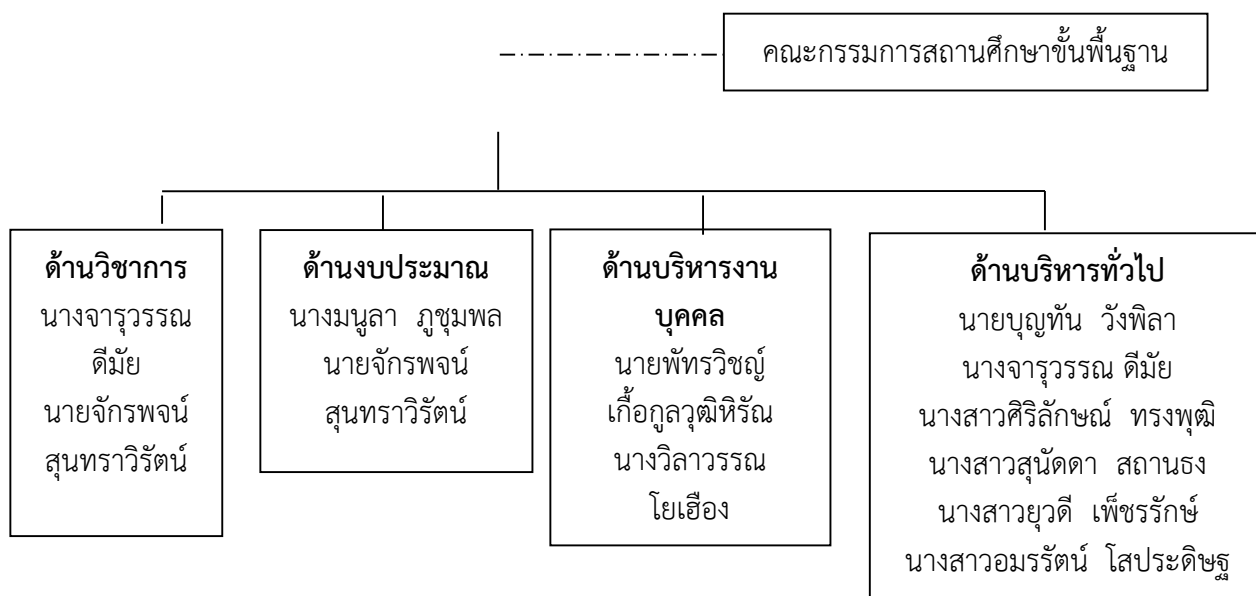 คณะกรรมการสถานศึกษาขั้นพื้นฐาน
ด้านวิชาการ
นางจารุวรรณ
ดีมัย
นายจักรพจน์
สุนทราวิรัตน์
ด้านงบประมาณ
นางมนูลา ภูชุมพล
นายจักรพจน์
สุนทราวิรัตน์
ด้านบริหารงาน
บุคคล
นายพัทรวิชญ์
เกื้อกูลวุฒิหิรัณ
นางวิลาวรรณ
โยเฮือง
ด้านบริหารทั่วไป
นายบุญทัน วังพิลา
นางจารุวรรณ ดีมัย
นางสาวศิริลักษณ์ ทรงพุฒิ
นางสาวสุนัดดา สถานธง
นางสาวยุวดี เพ็ชรรักษ์
นางสาวอมรรัตน์ โสประดิษฐ